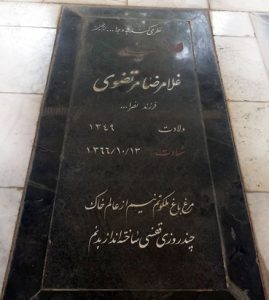 غلامرضا مرتضوی
فرزند
ولادت ۱۳۴۹
شهادت ۱۳۶۶/۱۰/۱۳
مرغ باغ ملکوتم نیم از عالم خاک
چند روزی قفسی ساخته اند از بدنم